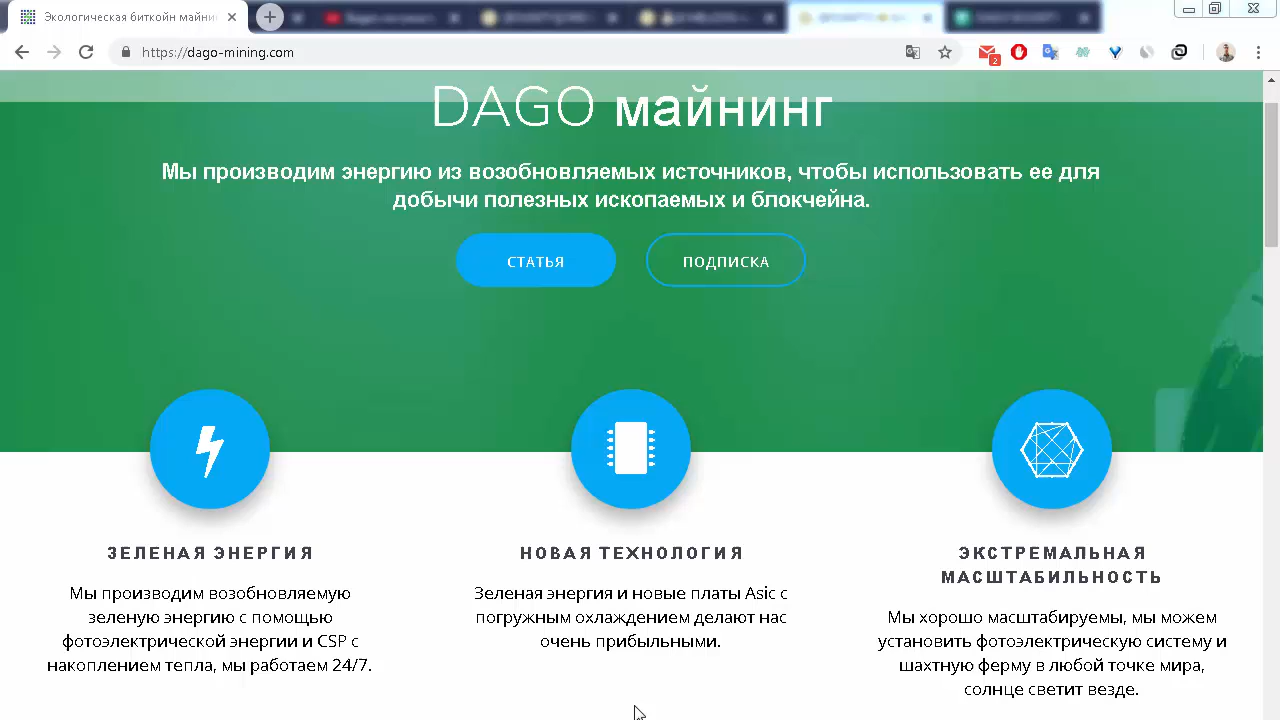 Экологическая биткойн майни
https://dago-mining.com
2
DAGO майнинг
Мы производим энергию из возобновляемых источников, чтобы использовать ее для
добычи полезных ископаемых и блокчейна.
СТАТЬЯ
ПОДПИСКА
ЗЕЛЕНАЯ ЭНЕРГИЯ
Мы производим возобновляемую
зеленую энергию с помощью
фотоэлектрической энергии и CSP с
накоплением тепла, мы работаем 24/7.
НОВАЯ ТЕХНОЛОГИЯ
Зеленая энергия и новые платы Asic с
погружным охлаждением делают нас
очень прибыльными.
ЭКСТРЕМАЛЬНАЯ
МАСШТАБИЛЬНОСТЬ
Мы хорошо масштабируемы, мы можем
установить фотоэлектрическую систему и
шахтную ферму в любой точке мира,
солнце светит везде.